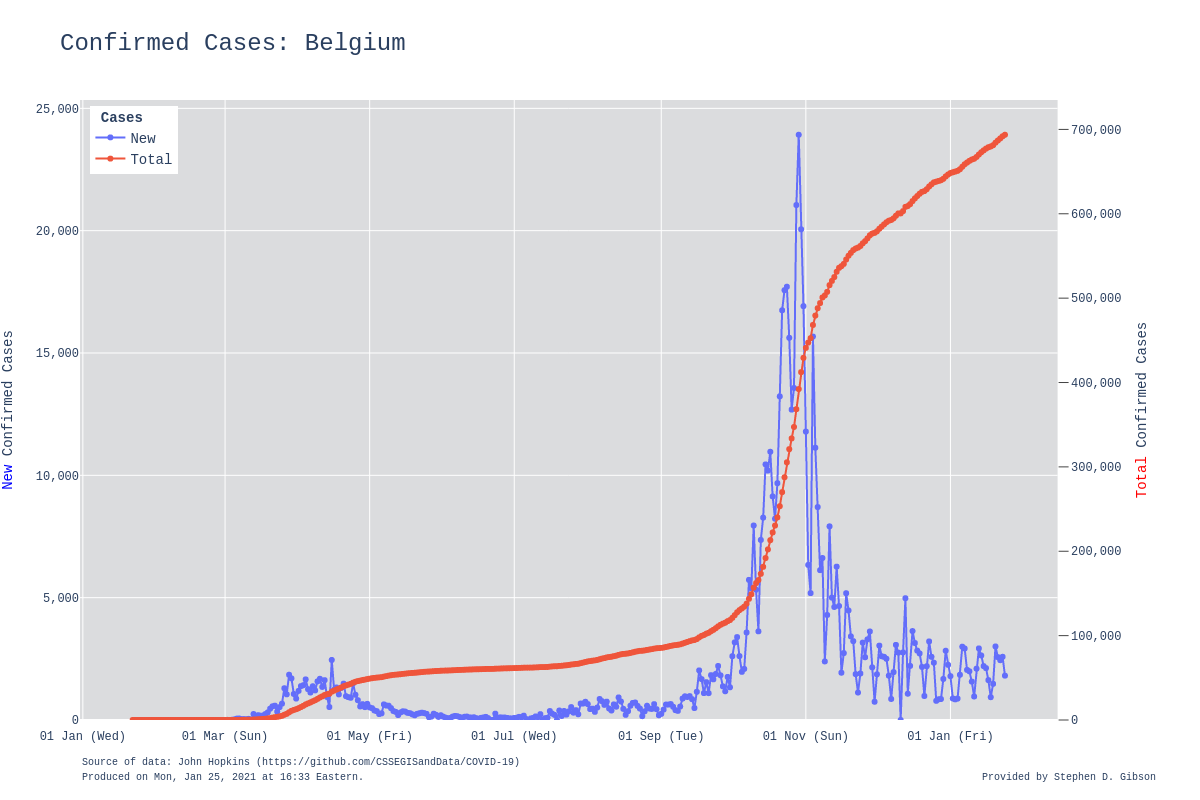 Confirmed Cases: Belgium
Cases
New
Total
25,000
20,000
15,000
10,000
5,000
0
700,000
600,000
500,000
400,000
300,000
200,000
100,000
0
New Confirmed Cases
Total Confirmed Cases
01 Jan (Wed) 01 Mar (Sun) 01 May (Fri) 01 Jul (Wed) 01 Sep (Tue) 01 Nov (Sun) 01 Jan (Fri)
Source of data: John Hopkins (https://github.com/CSSEGISandData/COVID-19)
Produced on Mon, Jan 25, 2021 at 16:33 Eastern.
Provided by Stephen D. Gibson